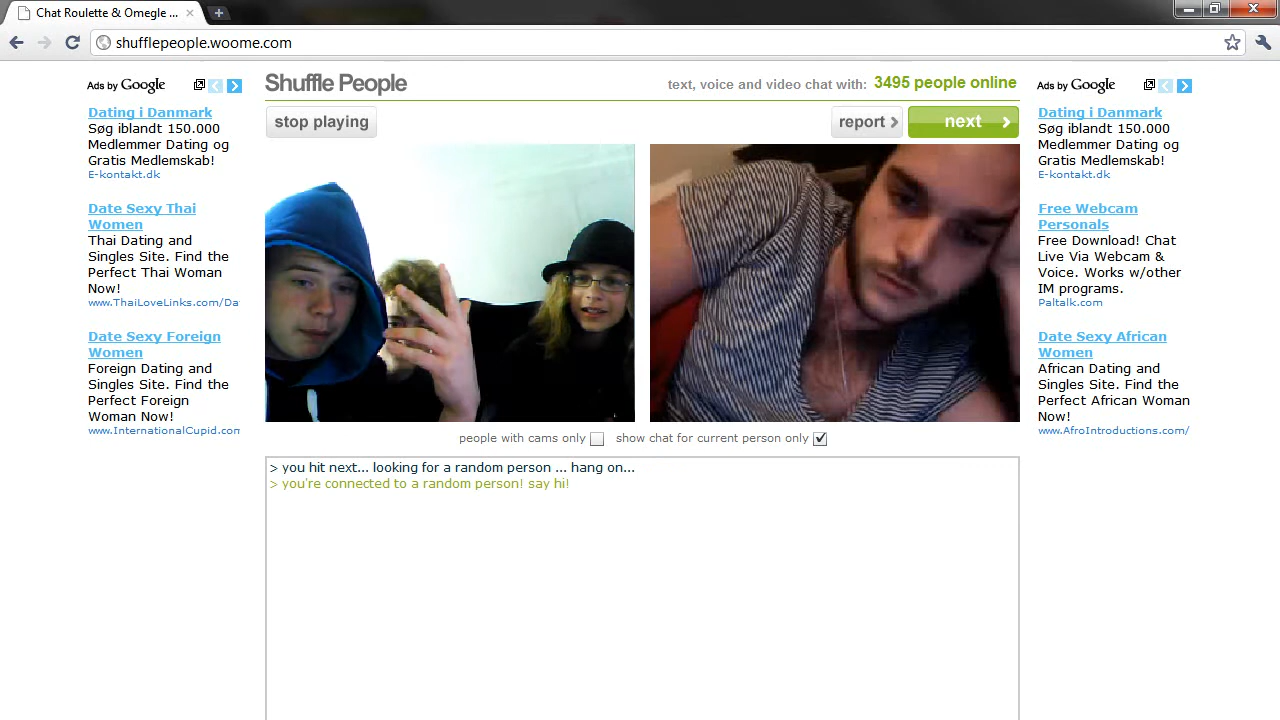 Chat Roulette & Omegle ...
shufflepeople.woome.com
Ads by Google
Dating i Danmark
Søg iblandt 150.000
Medlemmer Dating og
Gratis Medlemskab!
E-kontakt.dk
Date Sexy Thai
Women
Thai Dating and
Singles Site. Find the
Perfect Thai Woman
Now!
www.ThaiLoveLinks.com/Da
Date Sexy Foreign
Women
Foreign Dating and
Singles Site. Find the
Perfect Foreign
Woman Now!
www.InternationalCupid.com
Shuffle People
text, voice and video chat with: 3495 people online
stop playing
report
next
people with cams only
show chat for current person only
> you hit next... looking for a random person ... hang on...
> you're connected to a random person! say hi!
Ads by Google
Dating i Danmark
Søg iblandt 150.000
Medlemmer Dating og
Gratis Medlemskab!
E-kontakt.dk
Free Webcam
Personals
Free Download! Chat
Live Via Webcam &
Voice. Works w/other
IM programs.
Paltalk.com
Date Sexy African
Women
African Dating and
Singles Site. Find the
Perfect African Woman
Now!
www.AfroIntroductions.com/